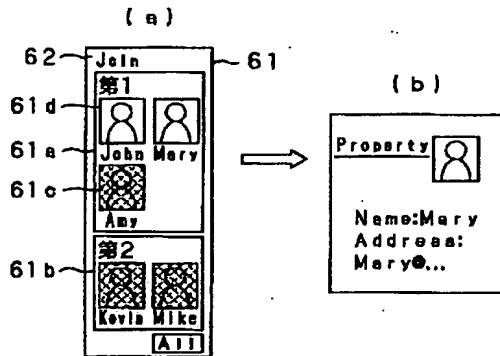 (a)
62 Join 61
第1
61d
John Mary
61a
61c
Amy
第2
61b
Kevin Mike
All
(b)
Property
Name:Mary
Address:
Mary@...